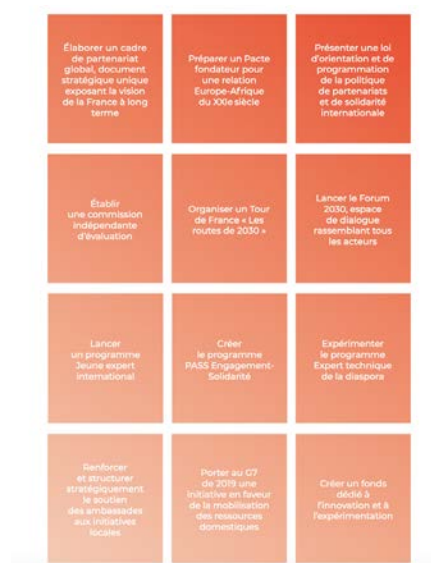 Élaborer un cadre
de partenariat
global, document
stratégique unique
exposant la vision
de la France à long
terme
Préparer un Pacte
fondateur pour
une relation
Europe-Afrique
du XXIe siècle
Présenter une loi
d'orientation et de
programmation
de la politique
de partenariats
et de solidarité
internationale
Établir
une commission
indépendante
d'évaluation
Organiser un Tour
de France « Les
routes de 2030 »
Lancer le Forum
2030, espace
de dialogue
rassemblant tous
les acteurs
Lancer
un programme
Jeune expert
international
Créer
le programme
PASS Engagement-
Solidarité
Expérimenter
le programme
Expert technique
de la diaspora
Renforcer
et structurer
stratégiquement
le soutien
des ambassades
aux initiatives
locales
Porter au G7
de 2019 une
initiative en faveur
de la mobilisation
des ressources
domestiques
Créer un fonds
dédié à
l'innovation et à
l'expérimentation